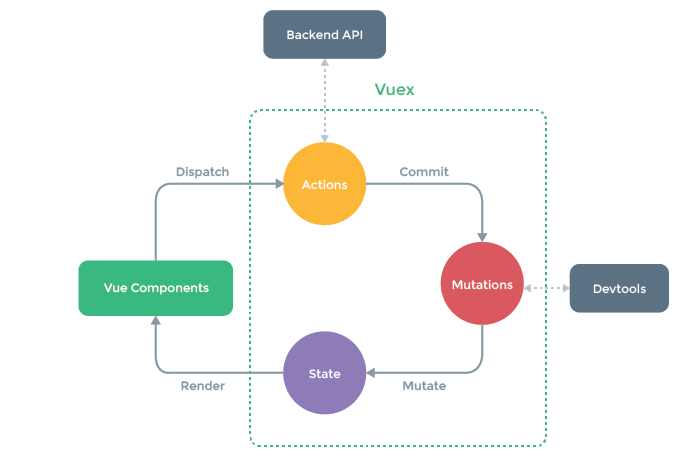 Backend API
Vuex
Dispatch
Commit
Actions
Vue Components
Mutations
Devtools
State
Render
Mutate